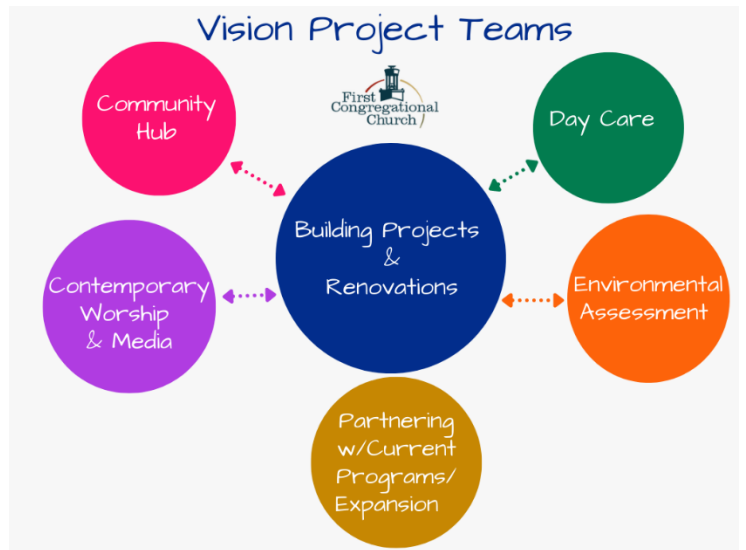 Vision Project Teams
First
Congregational
Church
Community
Hub
Day Care
Building Projects
&
Renovations
Contemporary
Worship
& Media
Environmental
Assessment
Partnering
w/Current
Programs/
Expansion